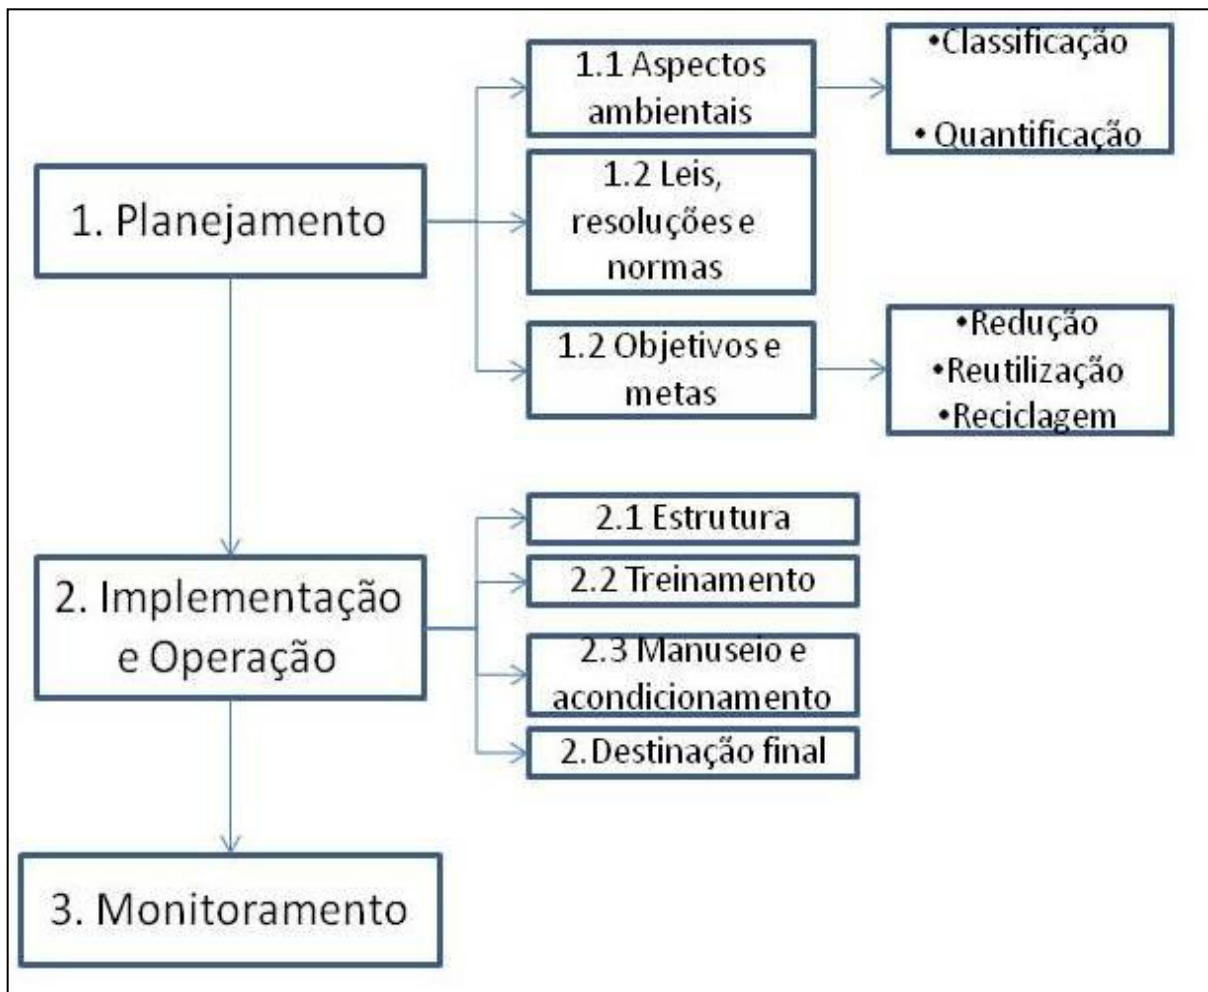 1. Planejamento
1.1 Aspectos
ambientais
•Classificação
• Quantificação
1.2 Leis,
resoluções e
normas
1.2 Objetivos e
metas
•Redução
•Reutilização
•Reciclagem
2. Implementação
e Operação
2.1 Estrutura
2.2 Treinamento
2.3 Manuseio e
acondicionamento
2.Destinação final
3. Monitoramento